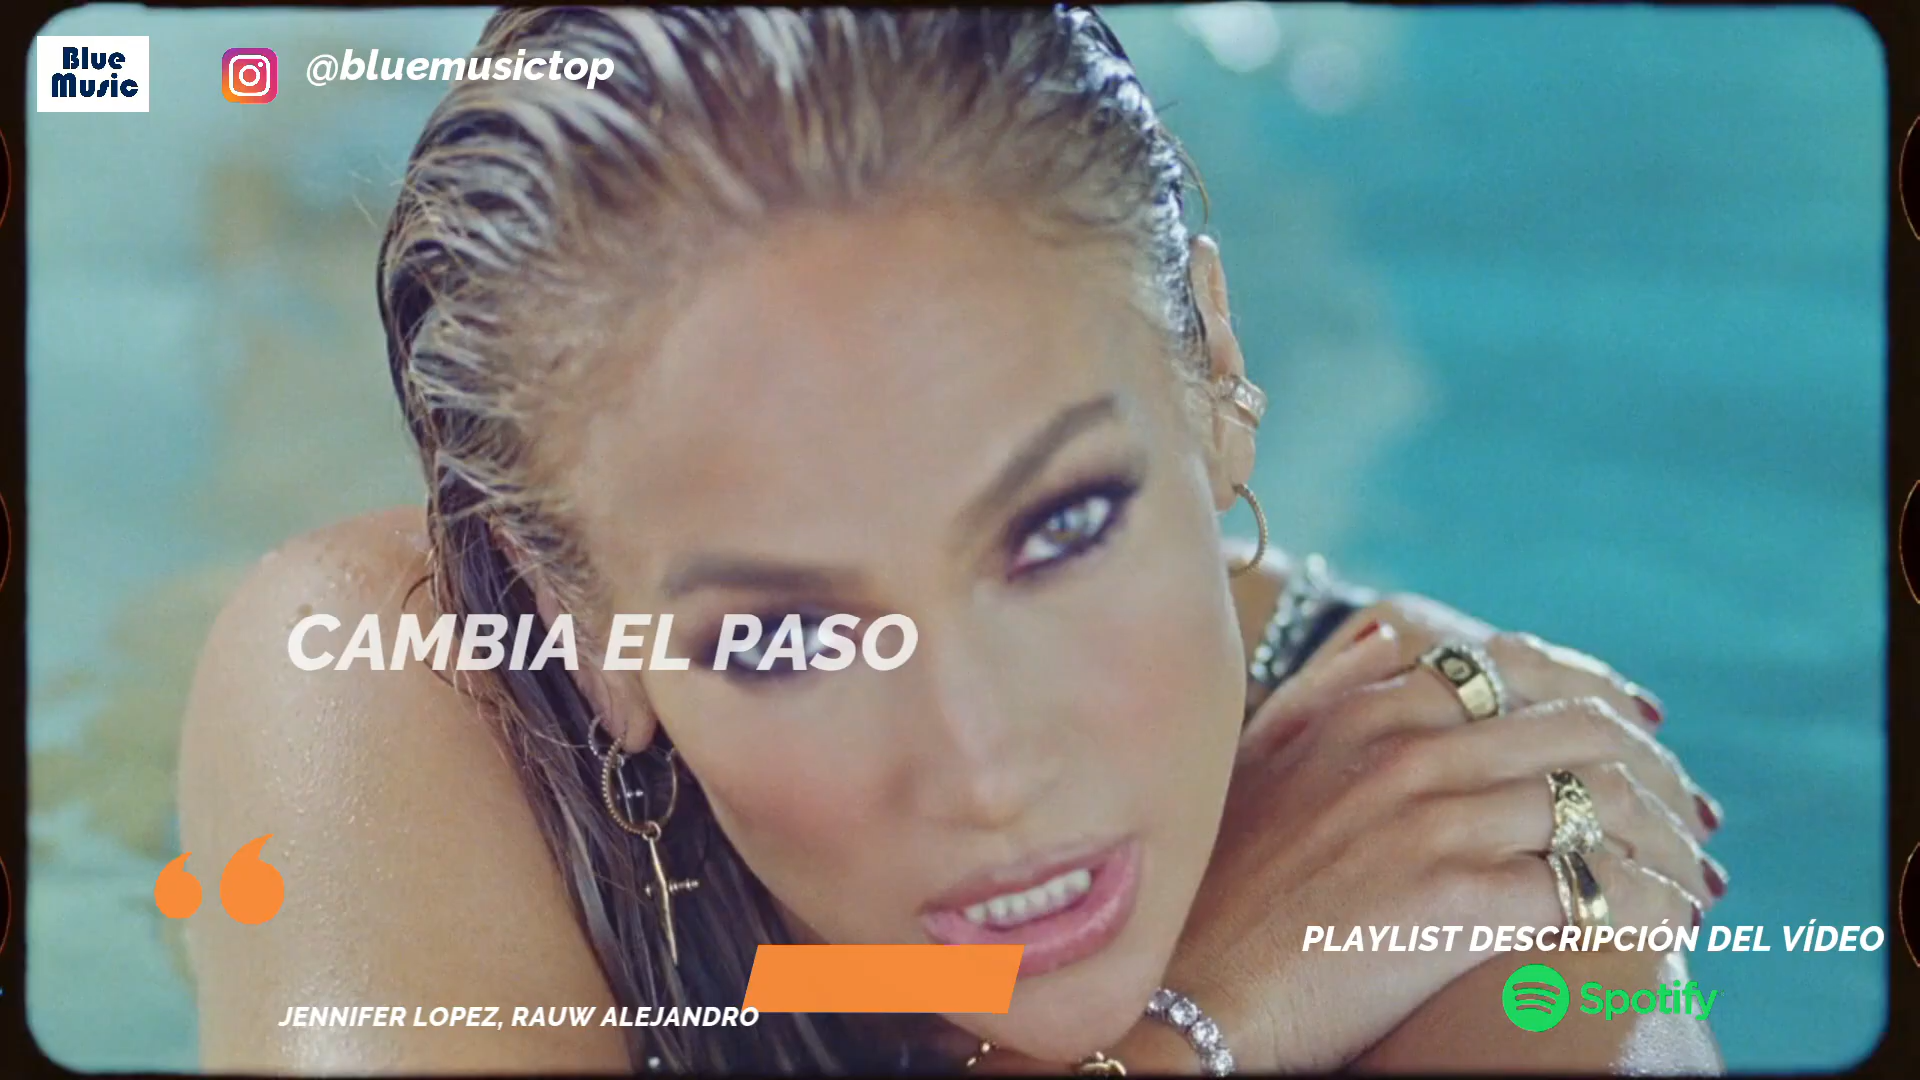 Blue
Music
@bluemusictop
CAMBIA EL PASO
PLAYLIST DESCRIPCIÓN DEL VÍDEO
Spotify
JENNIFER LOPEZ, RAUW ALEJANDRO